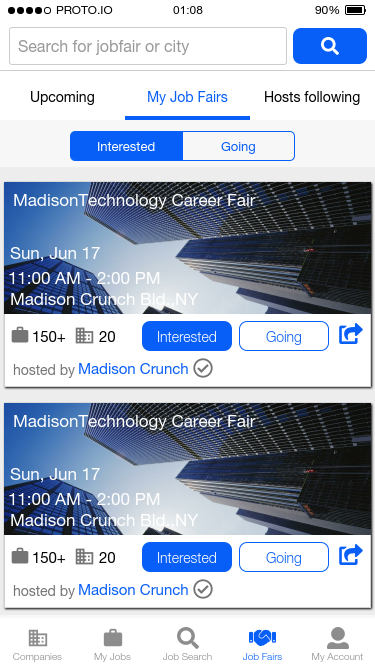 PROTO.IO 01:08 90%
Search for jobfair or city
Upcoming My Job Fairs Hosts following
Interested Going
MadisonTechnology Career Fair
Sun, Jun 17
11:00 AM - 2:00 PM
Madison Crunch Bld.,NY
150+ 20 Interested Going
hosted by Madison Crunch
MadisonTechnology Career Fair
Sun, Jun 17
11:00 AM - 2:00 PM
Madison Crunch Bld.,NY
150+ 20 Interested Going
hosted by Madison Crunch
Companies My Jobs Job Search Job Fairs My Account